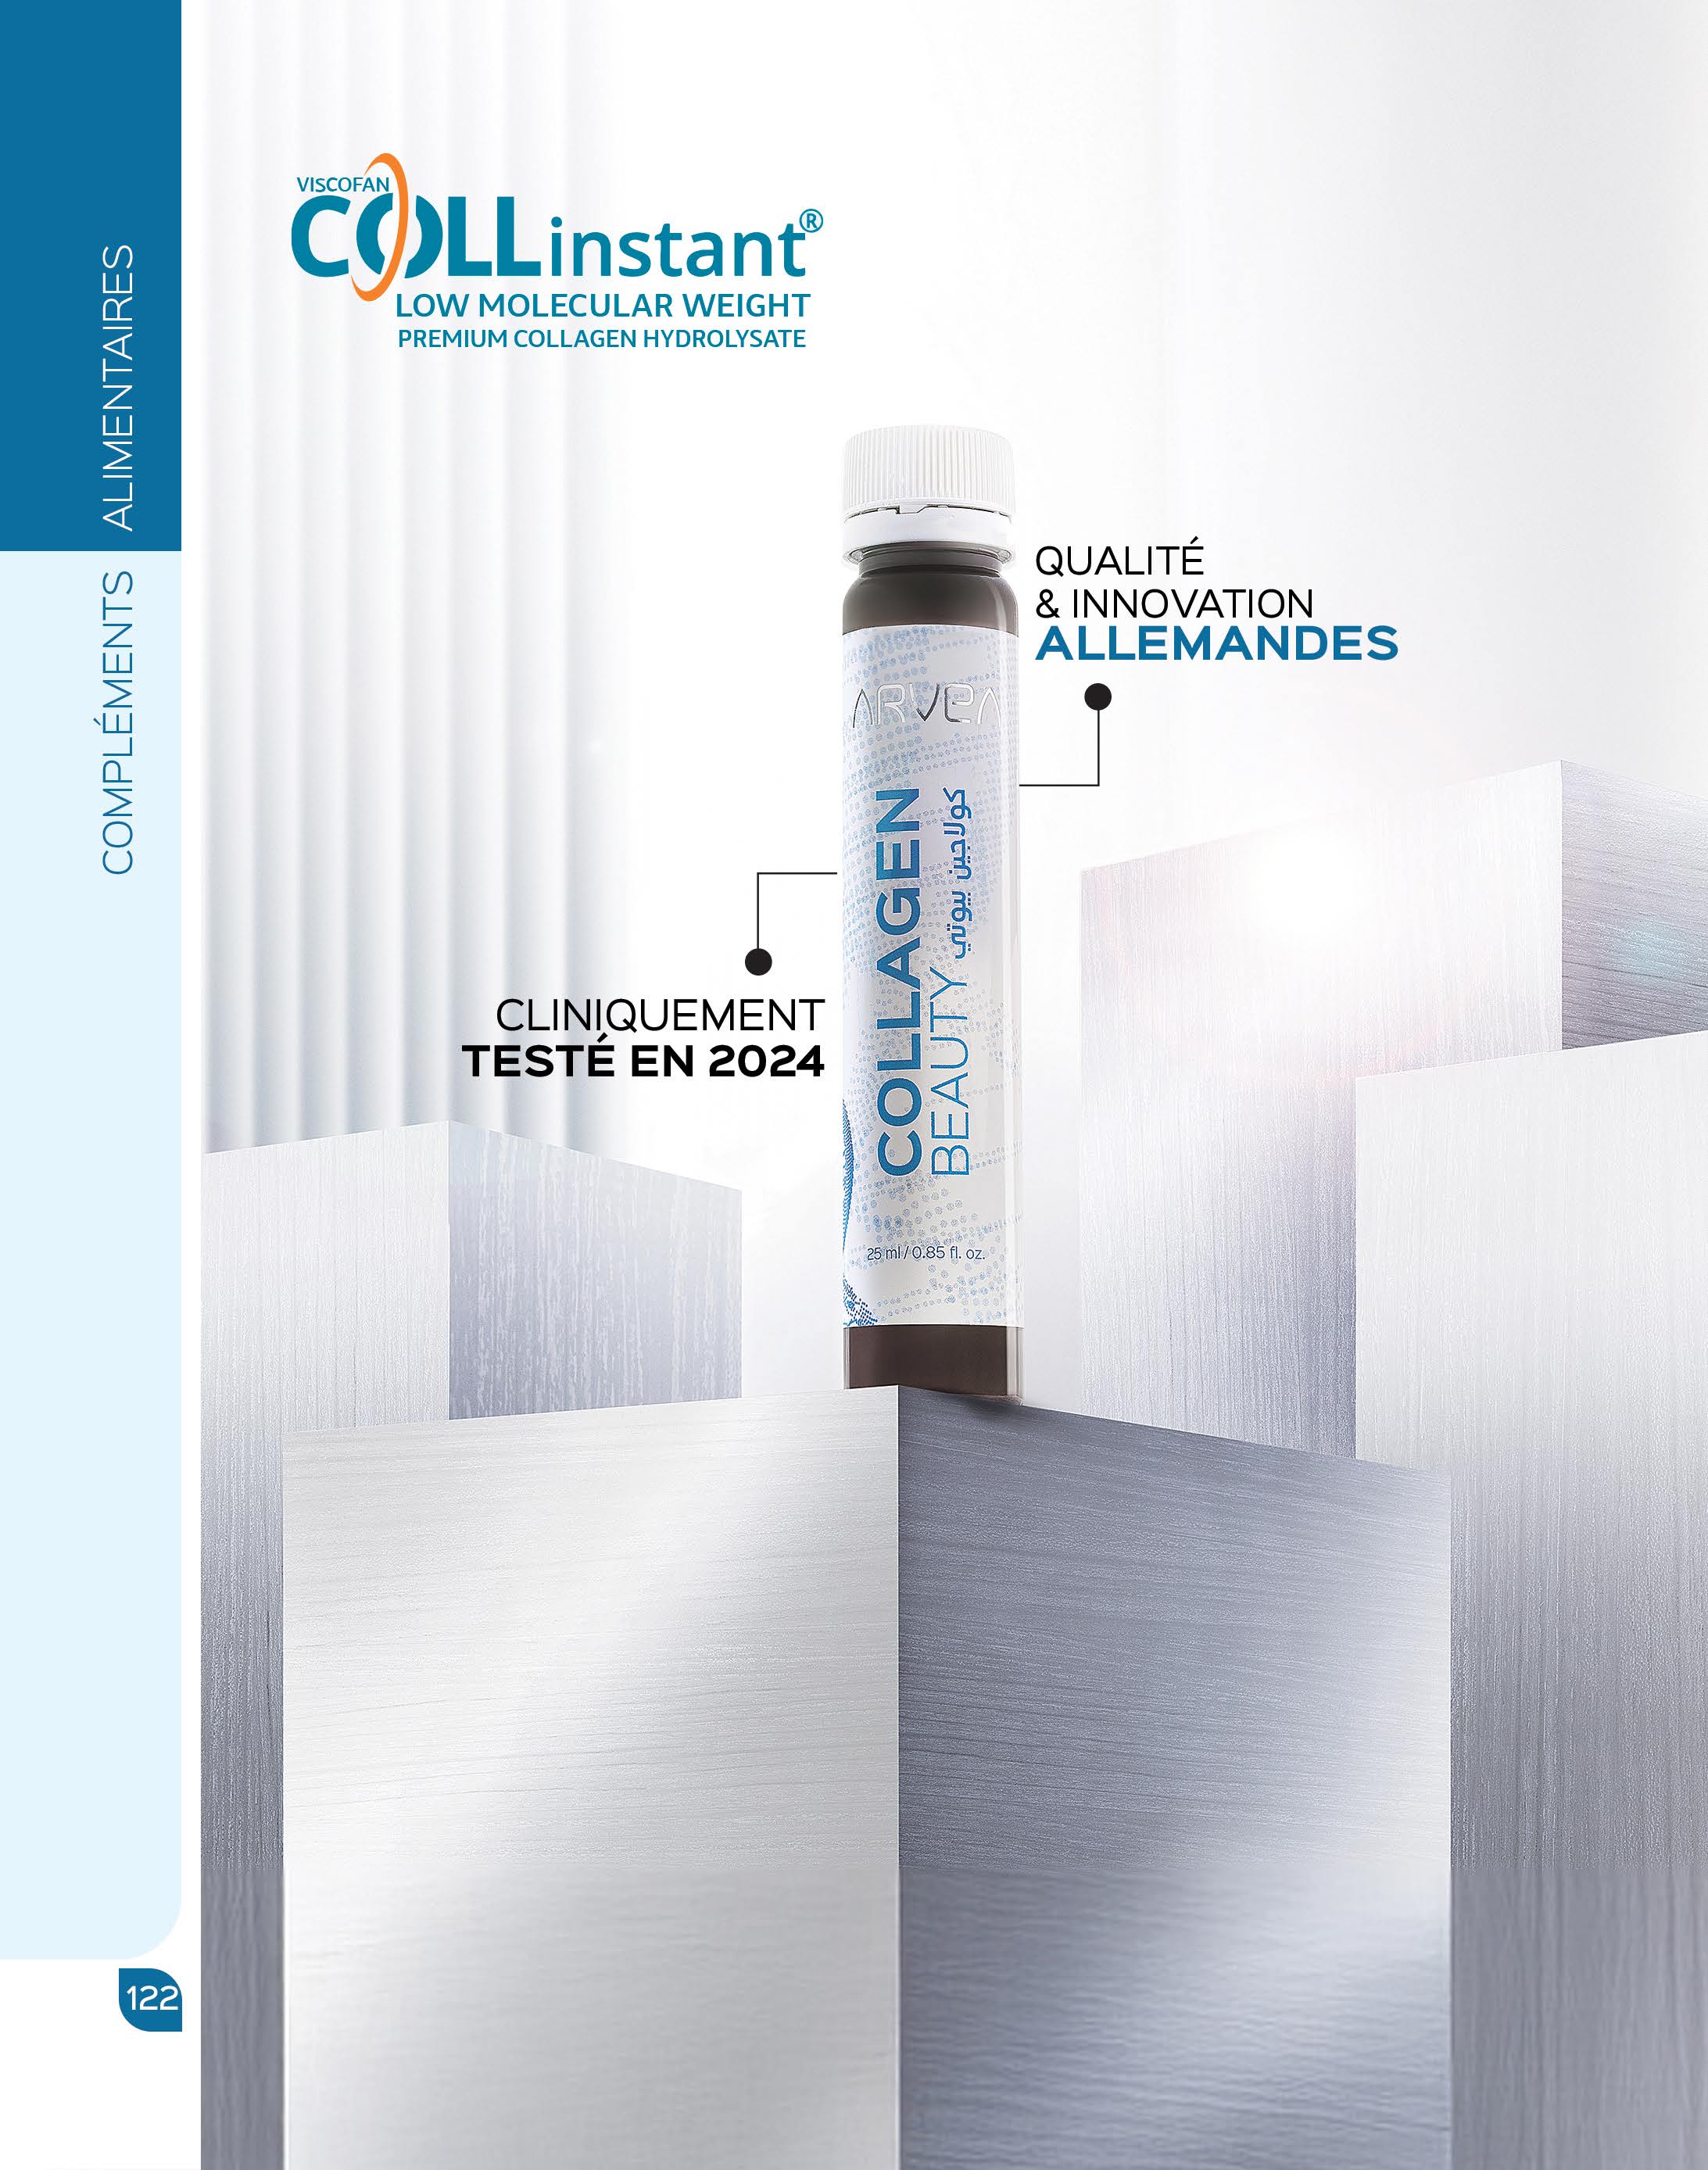 COMPLÉMENTS ALIMENTAIRES
VISCOFAN
COLLinstant®
LOW MOLECULAR WEIGHT
PREMIUM COLLAGEN HYDROLYSATE
QUALITÉ
& INNOVATION
ALLEMANDES
CLINIQUEMENT
TESTÉ EN 2024
ARVEA
COLLAGEN
BEAUTY كولاجين بيوتي
25 ml / 0.85 fl. oz.
122